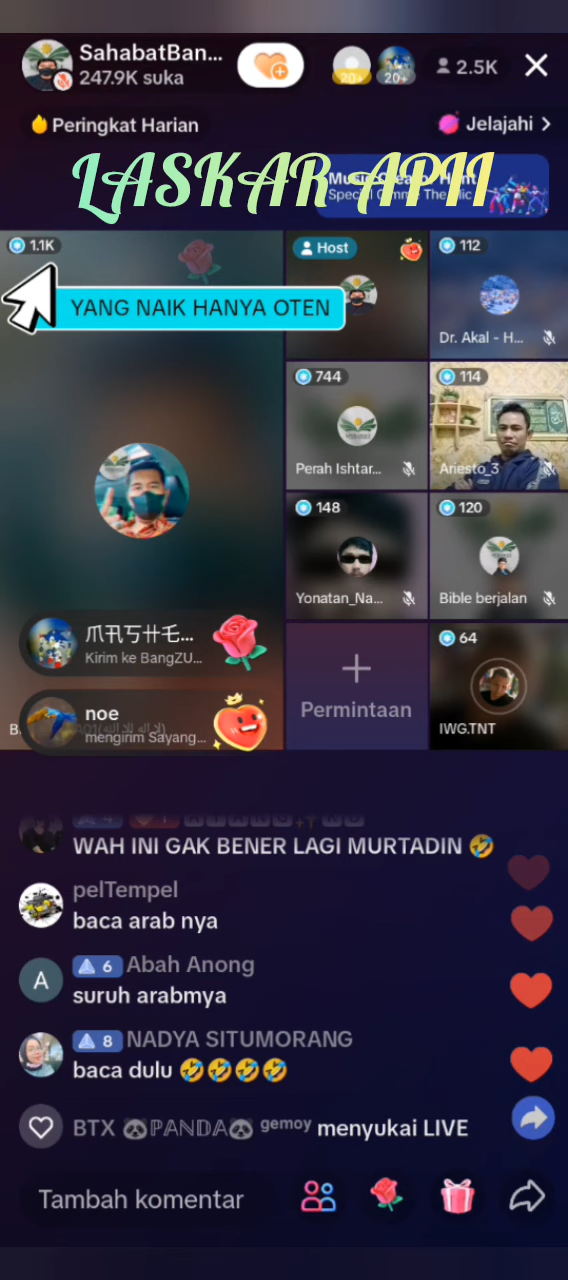 SahabatBan...
247.9K suka
20+
20+
2.5K
Peringkat Harian
Jelajahi
LASKAR APII
1.1K
YANG NAIK HANYA OTEN
Host
112
Dr. Akal - H...
744
Perah Ishtar...
114
Ariesto_3
148
Yonatan_Na...
120
Bible berjalan
Permintaan
64
IWG.TNT
Kirim ke BangZU...
noe
mengirim Sayang...
WAH INI GAK BENER LAGI MURTADIN 🤣
pelTempel
baca arab nya
A
6 Abah Anong
suruh arabmya
8 NADYA SITUMORANG
baca dulu 🤣🤣🤣🤣
BTX 🐼ℙ𝔸ℕ𝔻𝔸🐼 ᵍᵉᵐᵒʸ menyukai LIVE
Tambah komentar